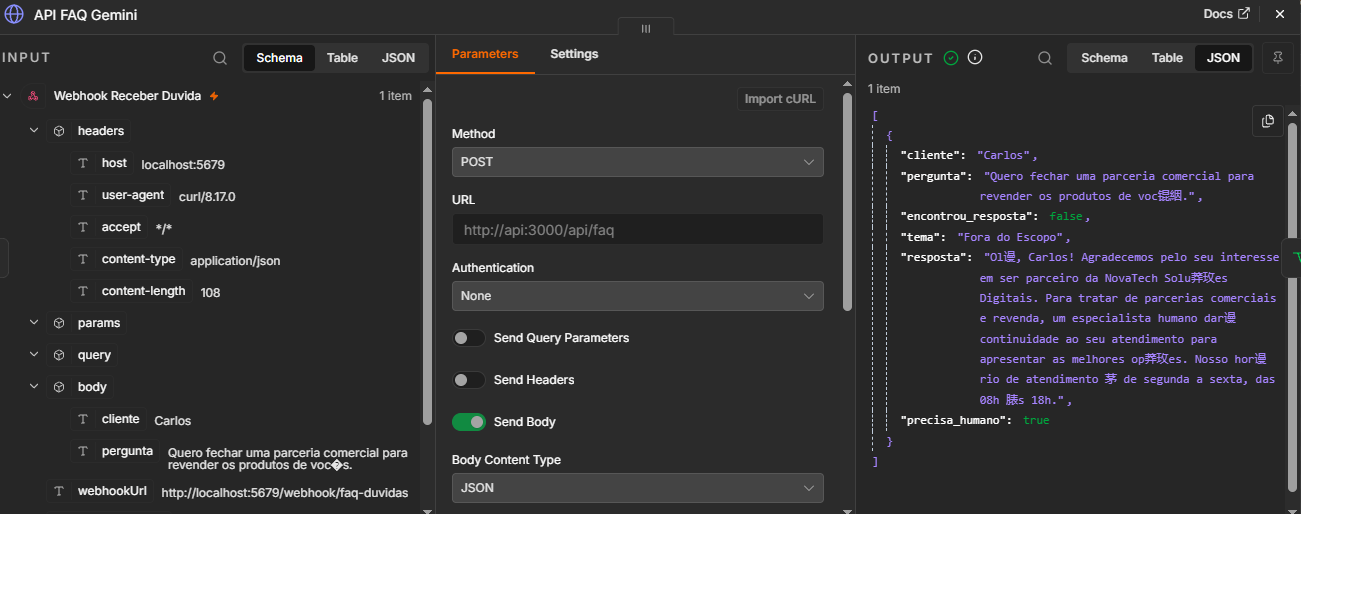 API FAQ Gemini
Docs
INPUT
Schema
Table
JSON
Webhook Receber Duvida
1 item
headers
host
localhost:5679
user-agent
curl/8.17.0
accept
*/*
content-type
application/json
content-length
108
params
query
body
cliente
Carlos
pergunta
Quero fechar uma parceria comercial para
revender os produtos de voc�s.
webhookUrl
http://localhost:5679/webhook/faq-duvidas
Parameters
Settings
Import cURL
Method
POST
URL
http://api:3000/api/faq
Authentication
None
Send Query Parameters
Send Headers
Send Body
Body Content Type
JSON
OUTPUT
Schema
Table
JSON
1 item
[
{
"cliente": "Carlos",
"pergunta": "Quero fechar uma parceria comercial para
revender os produtos de voc锟絪.",
"encontrou_resposta": false,
"tema": "Fora do Escopo",
"resposta": "Ol谩, Carlos! Agradecemos pelo seu interesse
em ser parceiro da NovaTech Solu莽玫es
Digitais. Para tratar de parcerias comerciais
e revenda, um especialista humano dar谩
continuidade ao seu atendimento para
apresentar as melhores op莽玫es. Nosso hor谩
rio de atendimento 茅 de segunda a sexta, das
08h 脿s 18h.",
"precisa_humano": true
}
]